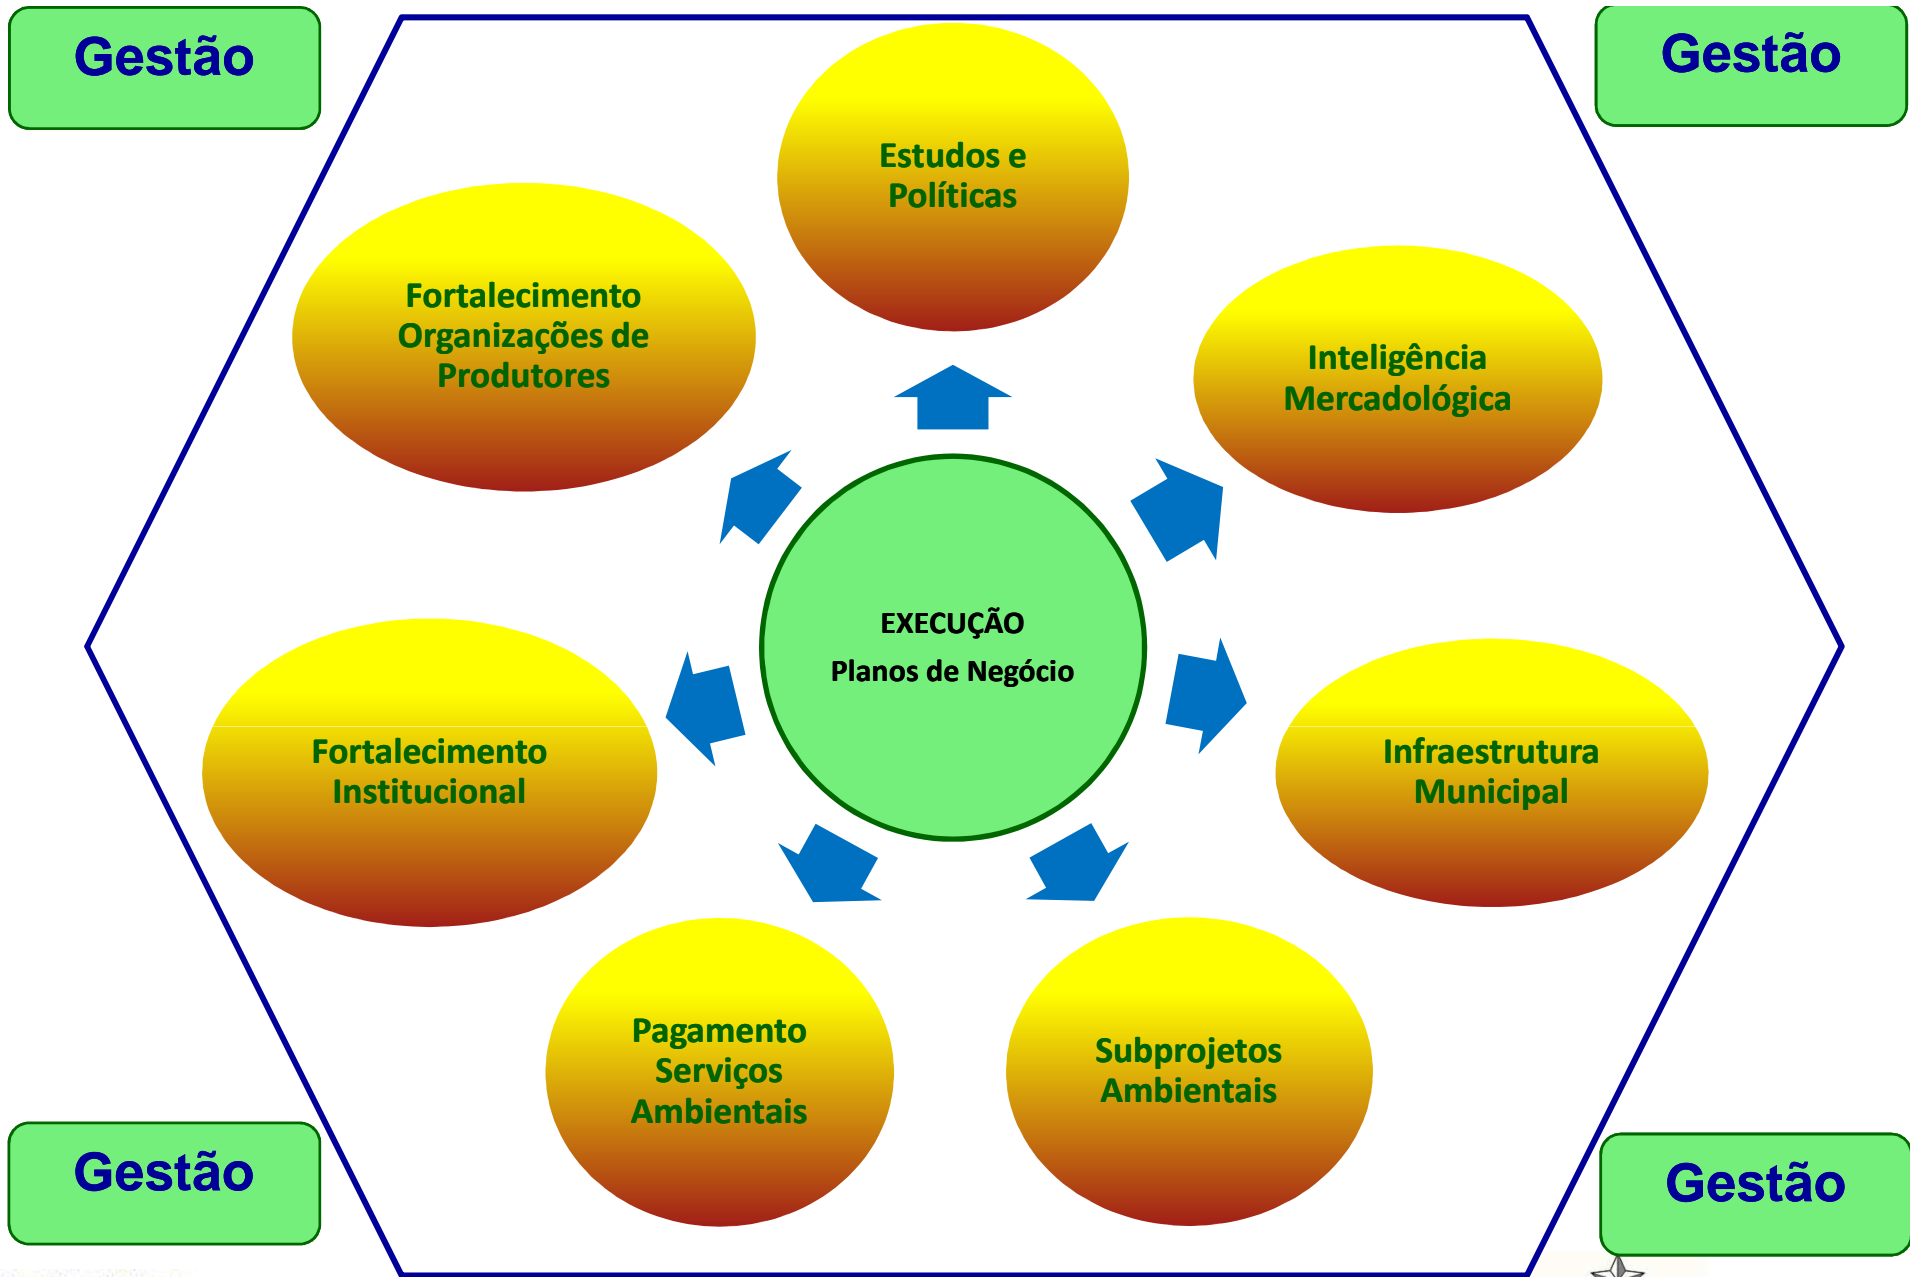 Gestão
Gestão
Estudos e
Políticas
Fortalecimento
Organizações de
Produtores
Inteligência
Mercadológica
EXECUÇÃO
Planos de Negócio
Fortalecimento
Institucional
Infraestrutura
Municipal
Pagamento
Serviços
Ambientais
Subprojetos
Ambientais
Gestão
Gestão